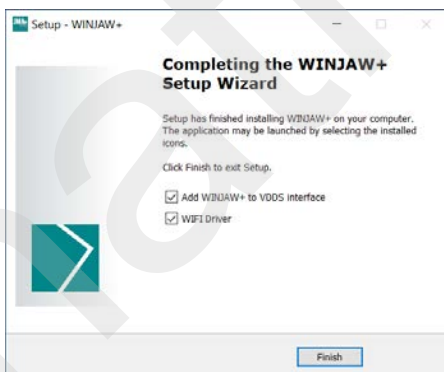 Setup - WINJAW+
Completing the WINJAW+
Setup Wizard
Setup has finished installing WINJAW+ on your computer.
The application may be launched by selecting the installed
icons.
Click Finish to exit Setup.
Add WINJAW+ to VDDS interface
WIFI Driver
Finish